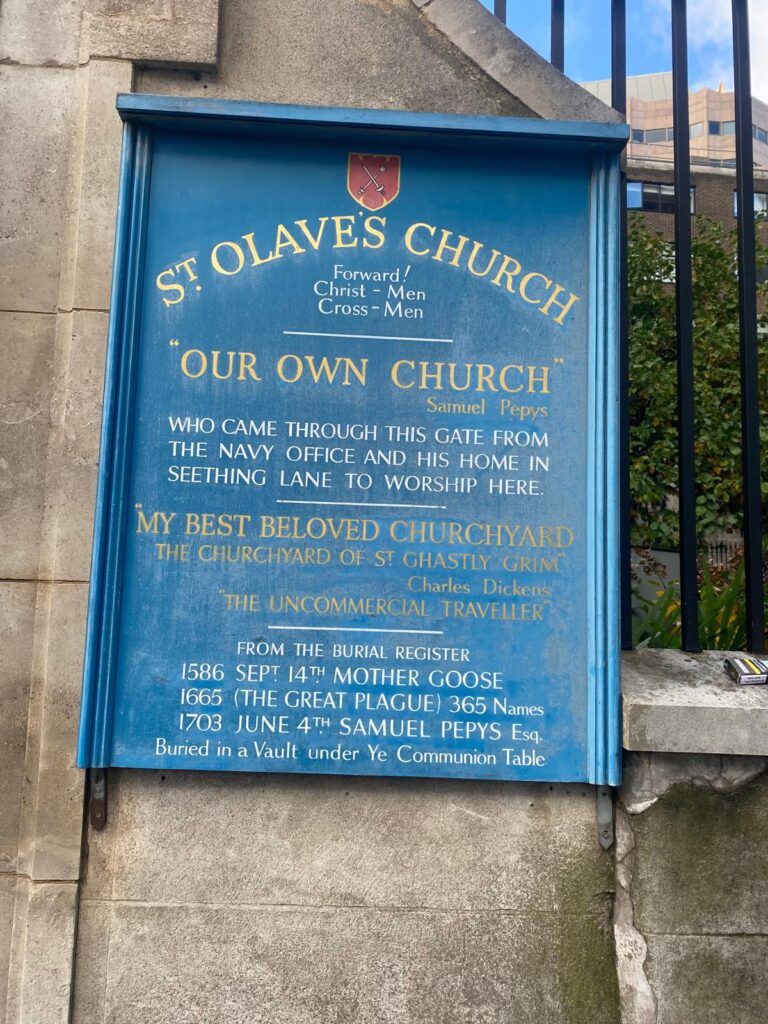 ST. OLAVE'S CHURCH
Forward!
Christ - Men
Cross - Men
"OUR OWN CHURCH"
Samuel Pepys
WHO CAME THROUGH THIS GATE FROM
THE NAVY OFFICE AND HIS HOME IN
SEETHING LANE TO WORSHIP HERE.
"MY BEST BELOVED CHURCHYARD
THE CHURCHYARD OF ST GHASTLY GRIM"
Charles Dickens
"THE UNCOMMERCIAL TRAVELLER"
FROM THE BURIAL REGISTER
1586 SEPT 14TH MOTHER GOOSE
1665 (THE GREAT PLAGUE) 365 Names
1703 JUNE 4TH SAMUEL PEPYS Esq.
Buried in a Vault under Ye Communion Table